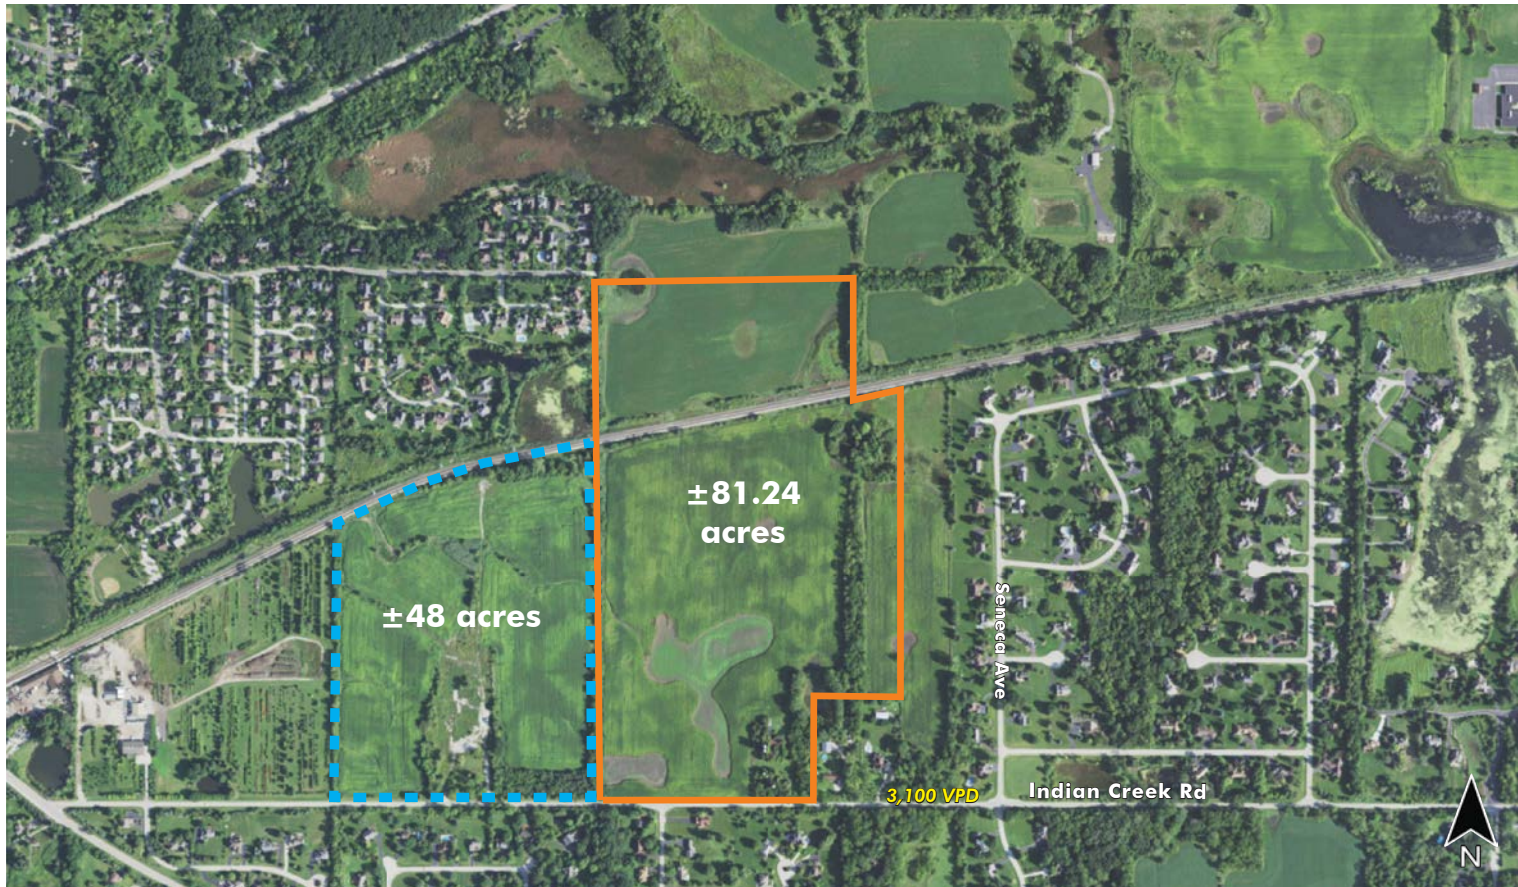 ±81.24
acres
±48 acres
Seneca Ave
3,100 VPD
Indian Creek Rd
N